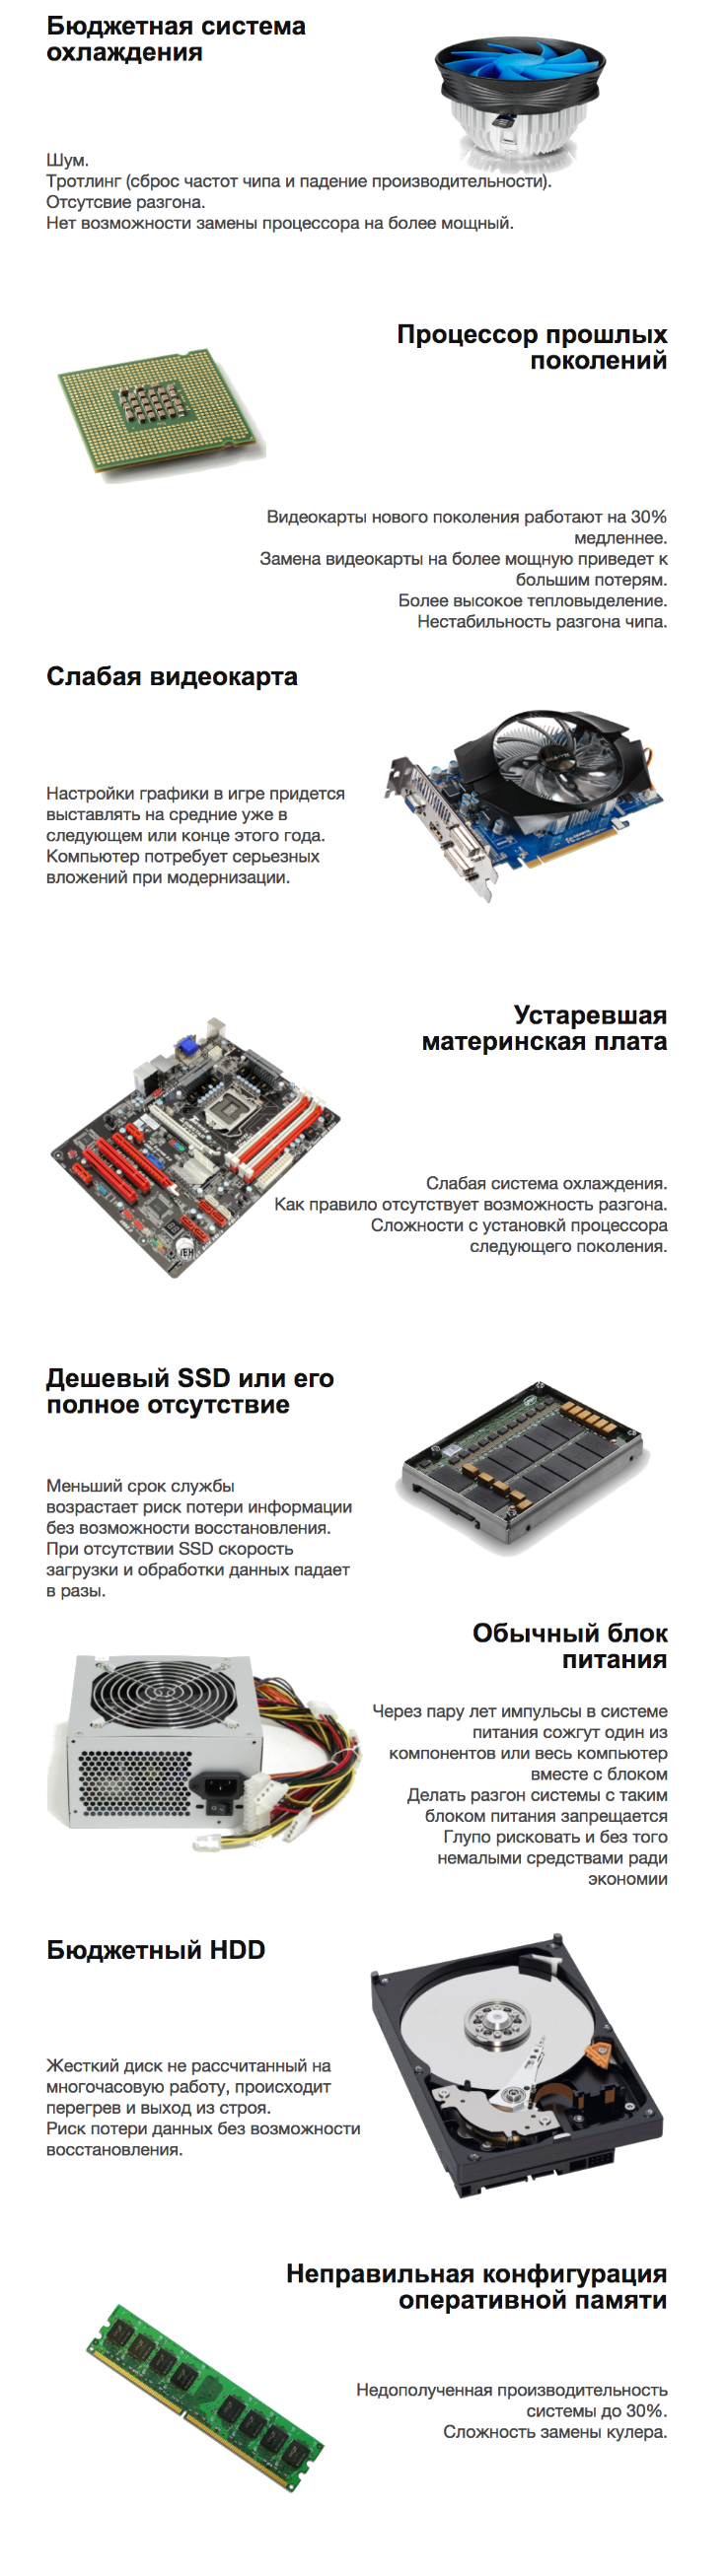 Бюджетная система
охлаждения
Шум.
Тротлинг (сброс частот чипа и падение производительности).
Отсутсвие разгона.
Нет возможности замены процессора на более мощный.
Процессор прошлых
поколений
Видеокарты нового поколения работают на 30%
медленнее.
Замена видеокарты на более мощную приведет к
большим потерям.
Более высокое тепловыделение.
Нестабильность разгона чипа.
Слабая видеокарта
Настройки графики в игре придется
выставлять на средние уже в
следующем или конце этого года.
Компьютер потребует серьезных
вложений при модернизации.
Устаревшая
материнская плата
Слабая система охлаждения.
Как правило отсутствует возможность разгона.
Сложности с установкй процессора
следующего поколения.
Дешевый SSD или его
полное отсутствие
Меньший срок службы
возрастает риск потери информации
без возможности восстановления.
При отсутствии SSD скорость
загрузки и обработки данных падает
в разы.
Обычный блок
питания
Через пару лет импульсы в системе
питания сожгут один из
компонентов или весь компьютер
вместе с блоком
Делать разгон системы с таким
блоком питания запрещается
Глупо рисковать и без того
немалыми средствами ради
экономии
Бюджетный HDD
Жесткий диск не рассчитанный на
многочасовую работу, происходит
перегрев и выход из строя.
Риск потери данных без возможности
восстановления.
Неправильная конфигурация
оперативной памяти
Недополученная производительность
системы до 30%.
Сложность замены кулера.